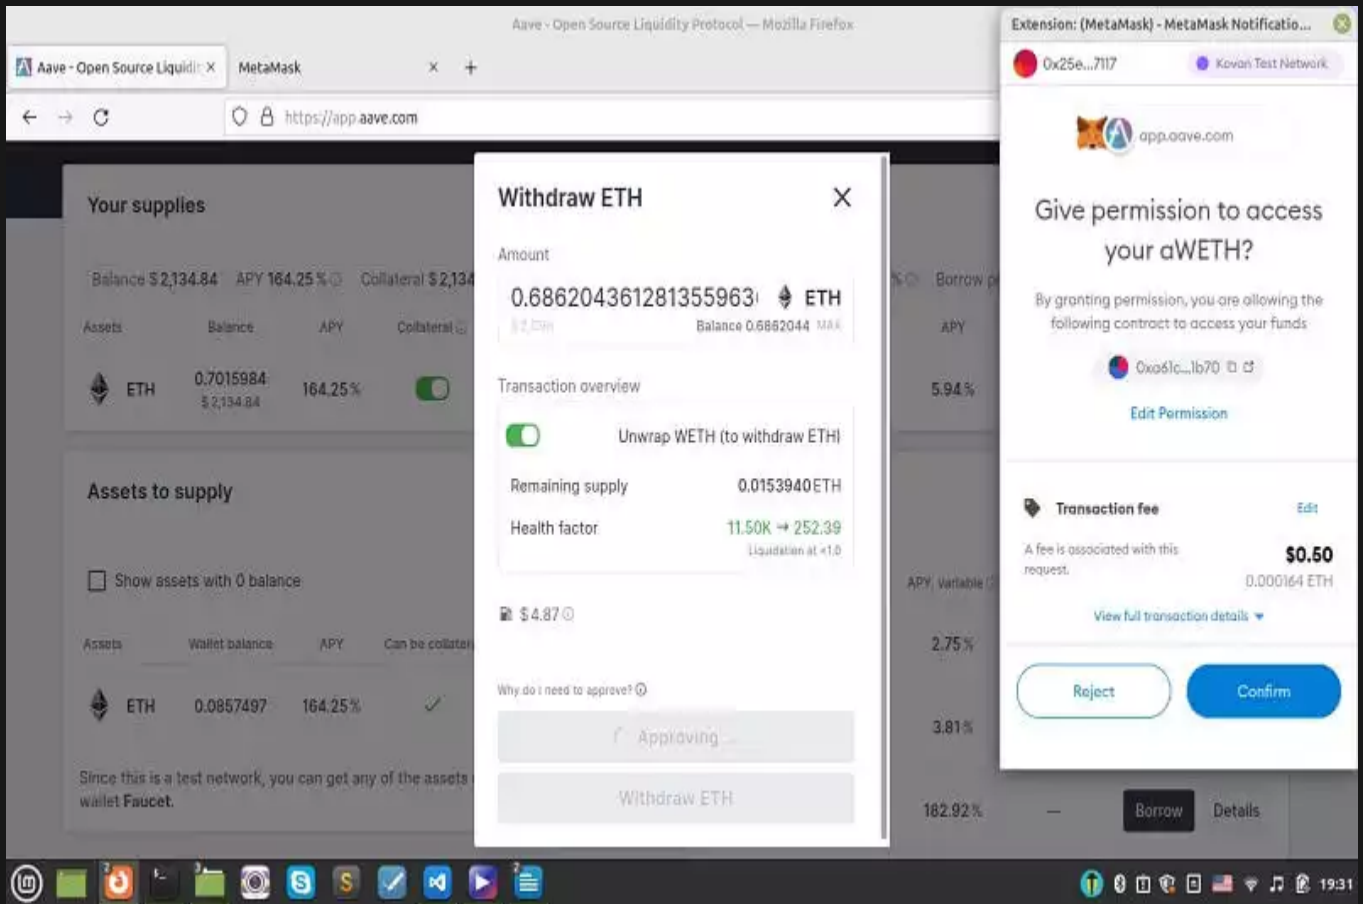 Aave - Open Source Liquidity Protocol — Mozilla Firefox
Extension: (MetaMask) - MetaMask Notificatio...
Aave - Open Source Liquidit
MetaMask
0x25e...7117
Kovan Test Network
https://app.aave.com
app.aave.com
Give permission to access
your aWETH?
By granting permission, you are allowing the
following contract to access your funds
0xa61c...1b70
Edit Permission
Transaction fee
Edit
A fee is associated with this
request.
$0.50
0.000164 ETH
View full transaction details
Reject
Confirm
Your supplies
Balance $2,134.84 APY 164.25% Collateral $2,134
Assets Balance APY Collateral
ETH
0.7015984
$2,134.84
164.25%
Assets to supply
Show assets with 0 balance
Assets Wallet balance APY Can be collater
ETH 0.0857497 164.25%
Since this is a test network, you can get any of the assets
wallet Faucet.
Withdraw ETH
Amount
0.686204361281355963
ETH
Balance 0.6862044 MAX
Transaction overview
Unwrap WETH (to withdraw ETH)
Remaining supply 0.0153940 ETH
Health factor 11.50K → 252.39
Liquidation at <1.0
$4.87
Why do I need to approve?
Approving ...
Withdraw ETH
% Borrow p
APY
5.94%
APY, variable
2.75%
3.81%
182.92% — Borrow Details
19:31